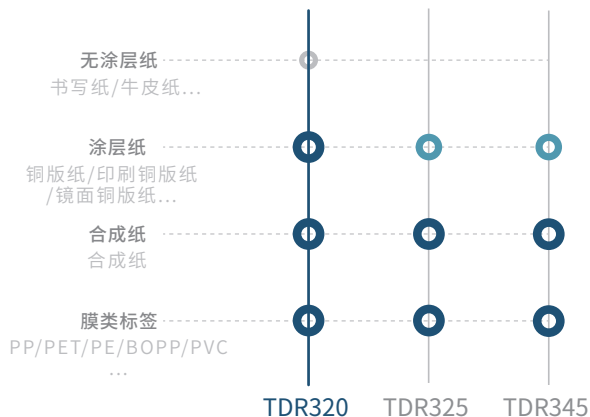 无涂层纸
书写纸/牛皮纸...
涂层纸
铜版纸/印刷铜版纸
/镜面铜版纸...
合成纸
合成纸
膜类标签
PP/PET/PE/BOPP/PVC
...
TDR320 TDR325 TDR345